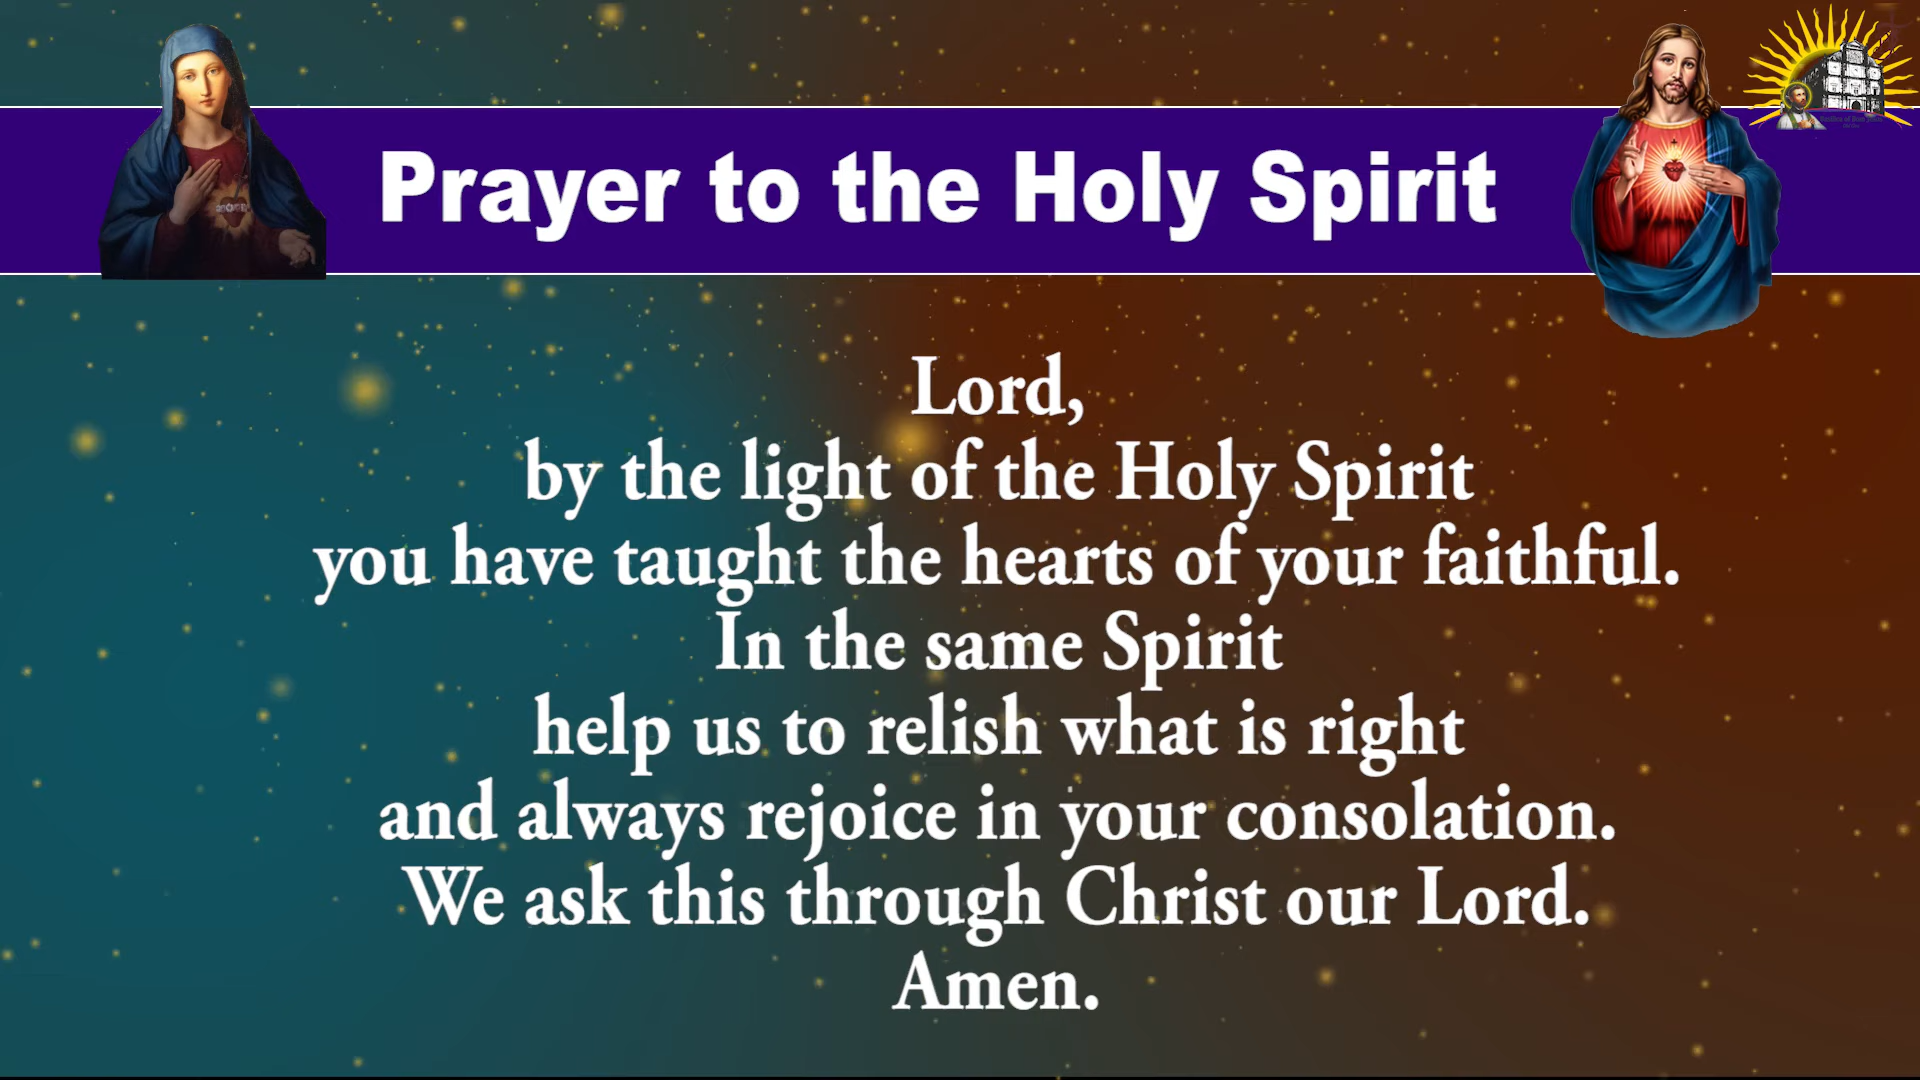 Prayer to the Holy Spirit
Lord,
by the light of the Holy Spirit
you have taught the hearts of your faithful.
In the same Spirit
help us to relish what is right
and always rejoice in your consolation.
We ask this through Christ our Lord.
Amen.